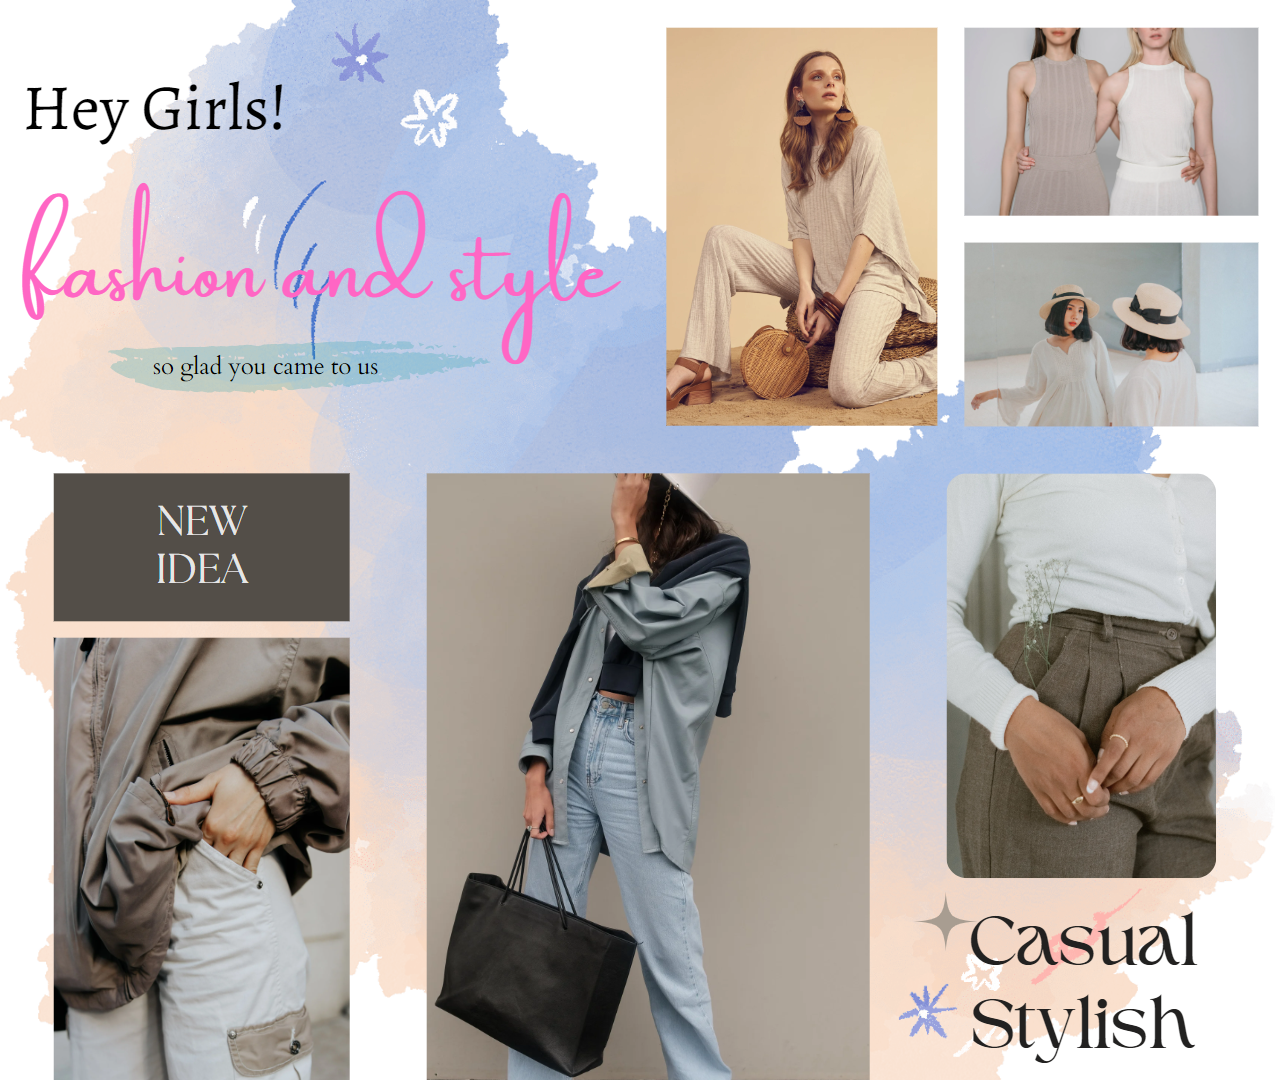 Hey Girls!
fashion and style
so glad you came to us
NEW
IDEA
Casual
Stylish